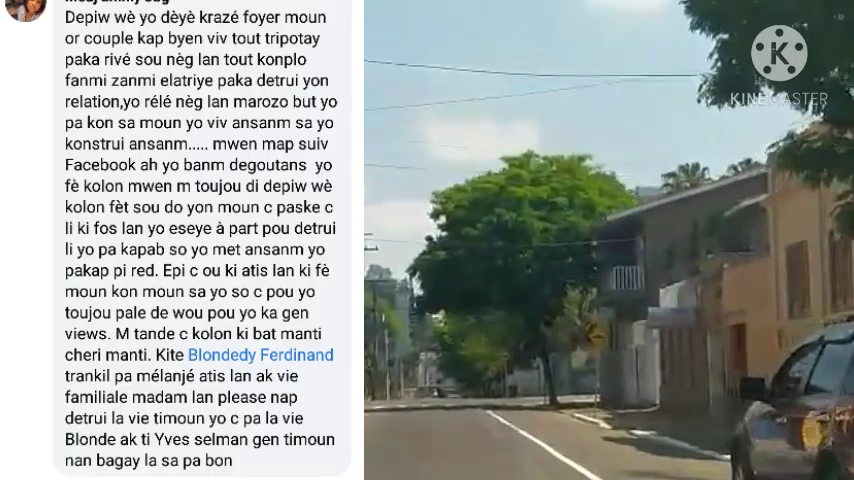 Depiw wè yo dèyè krazé foyer moun
or couple kap byen viv tout tripotay
paka rivé sou nèg lan tout konplo
fanmi zanmi elatriye paka detrui yon
relation,yo rélé nèg lan marozo but yo
pa kon sa moun yo viv ansanm sa yo
konstrui ansanm..... mwen map suiv
Facebook ah yo banm degoutans yo
fè kolon mwen m toujou di depiw wè
kolon fèt sou do yon moun c paske c
li ki fos lan yo eseye à part pou detrui
li yo pa kapab so yo met ansanm yo
pakap pi red. Epi c ou ki atis lan ki fè
moun kon moun sa yo so c pou yo
toujou pale de wou pou yo ka gen
views. M tande c kolon ki bat manti
cheri manti. Kite Blondedy Ferdinand
trankil pa mélanjé atis lan ak vie
familiale madam lan please nap
detrui la vie timoun yo c pa la vie
Blonde ak ti Yves selman gen timoun
nan bagay la sa pa bon
K
KINEMASTER